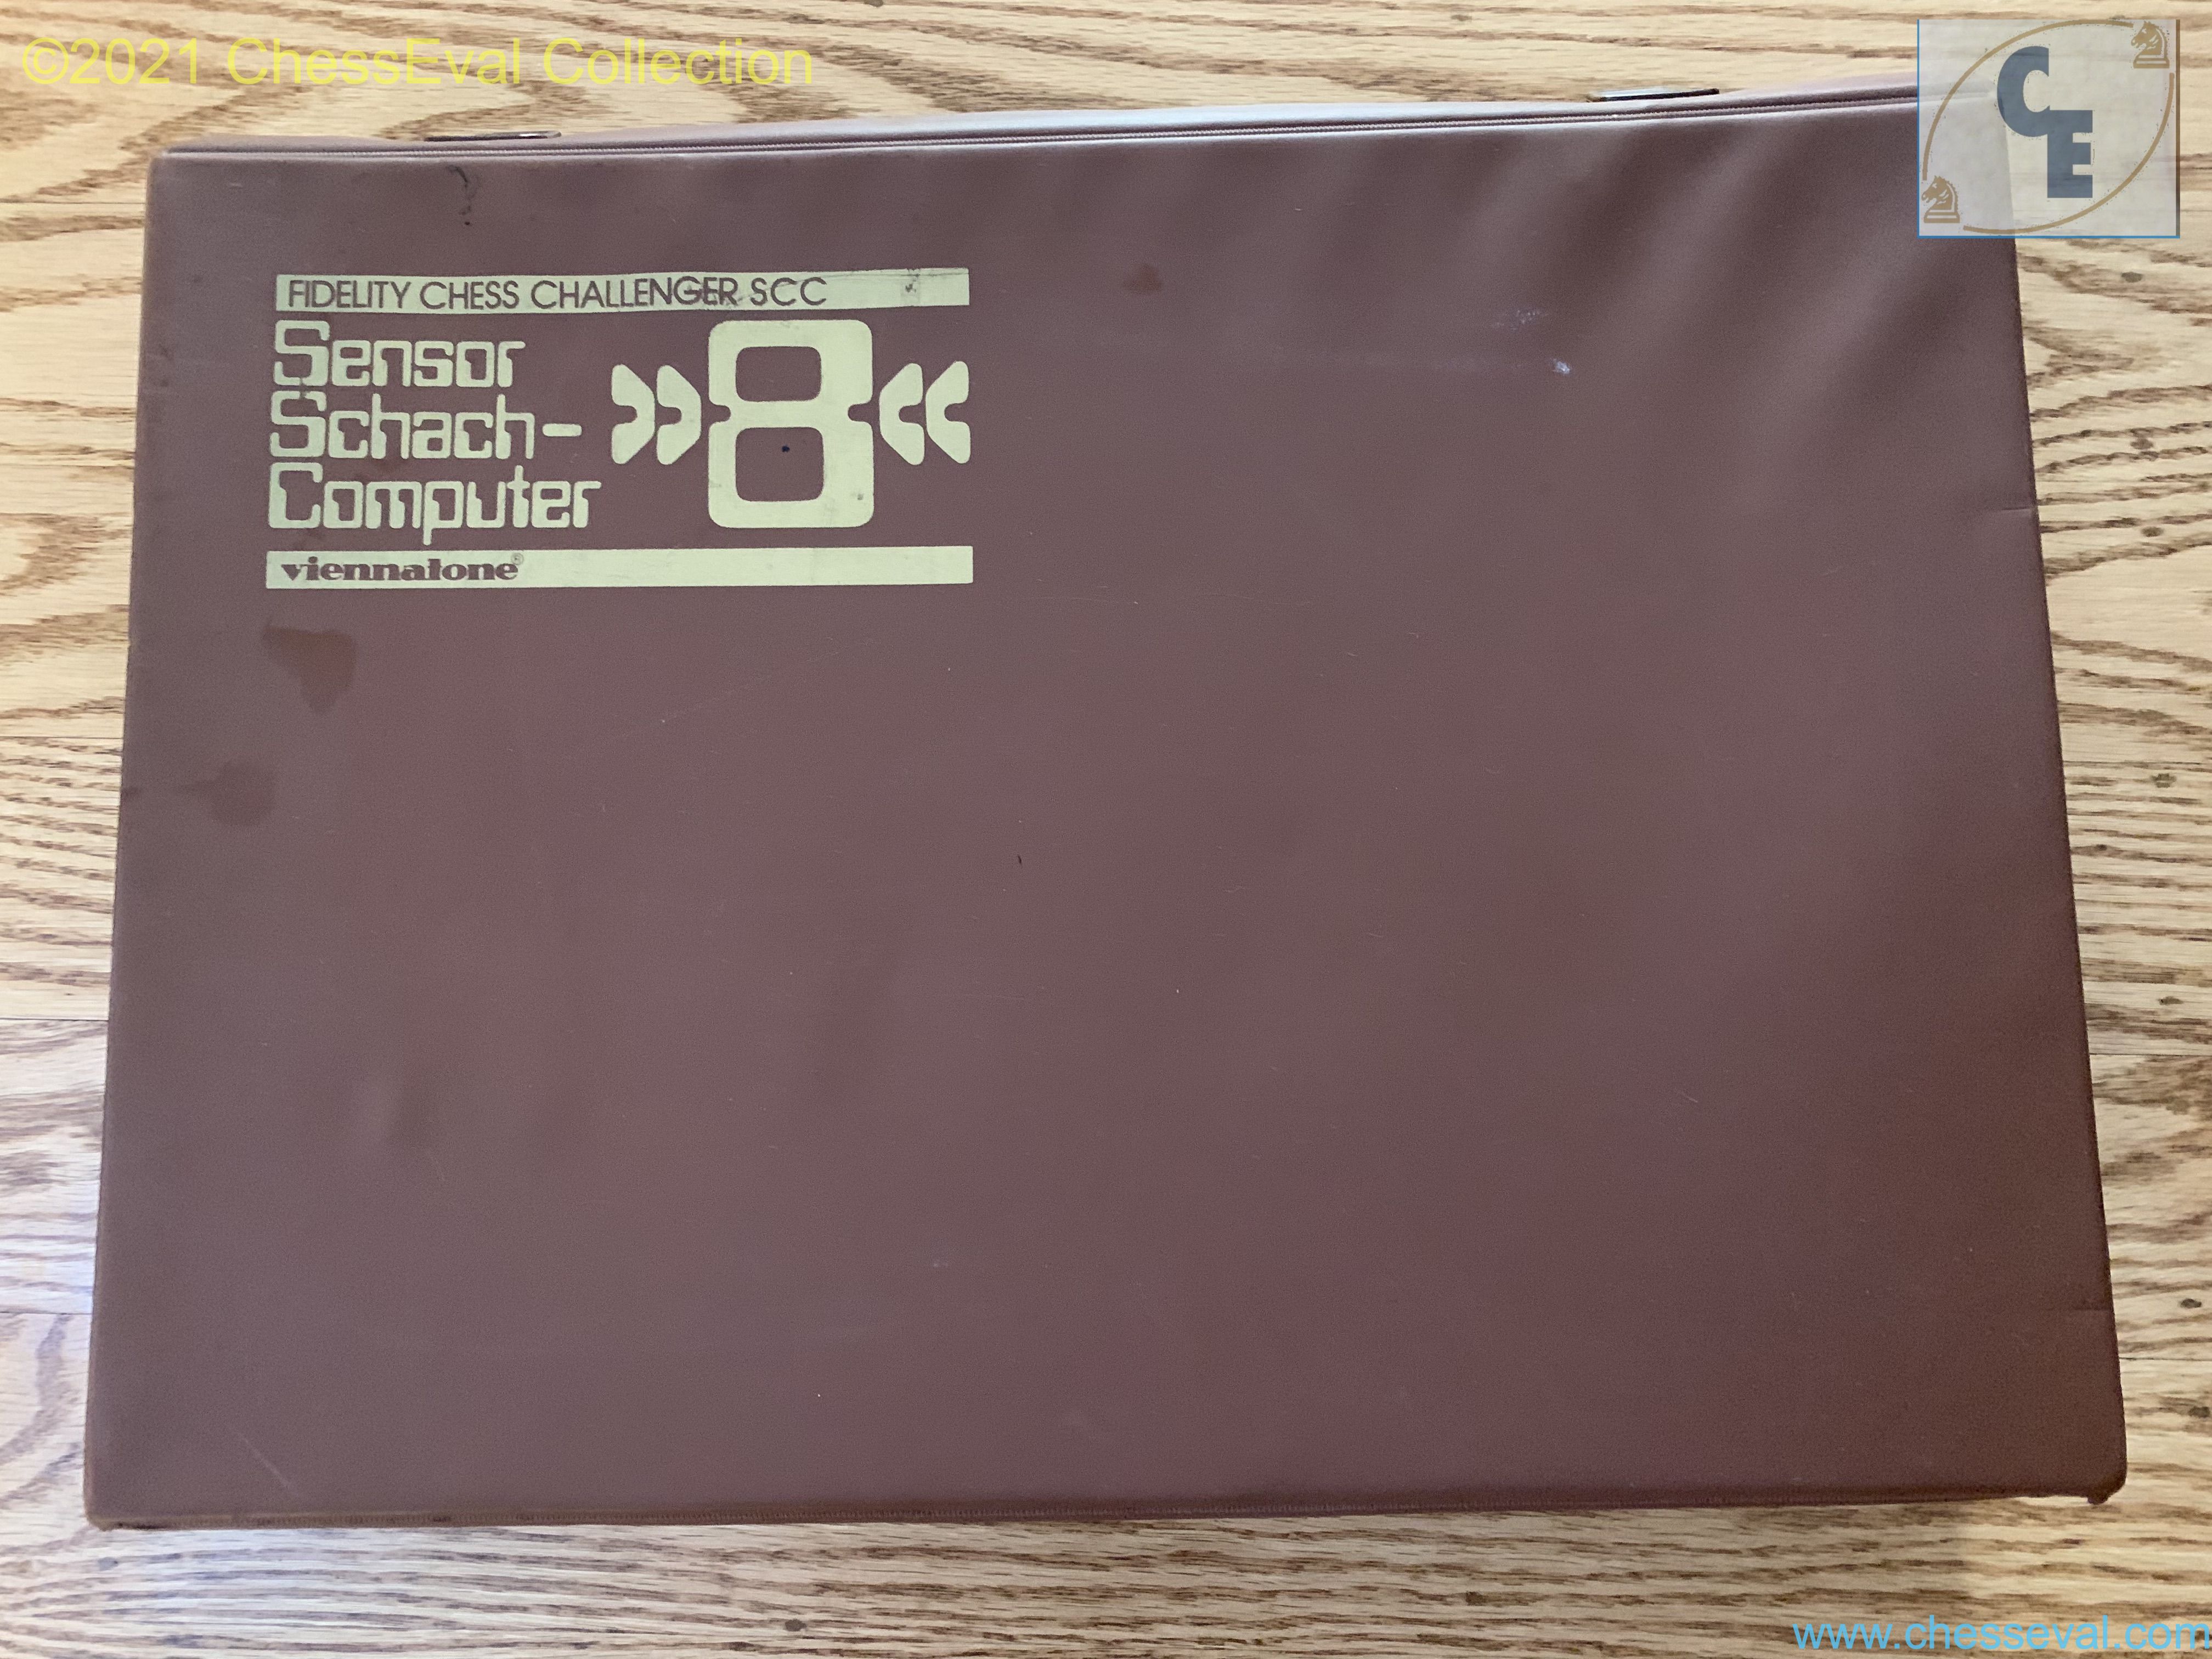 ©2021 ChessEval Collection
CE
FIDELITY CHESS CHALLENGER SCC
Sensor
Schach-
Computer
»8«
viennatone®
www.chesseval.com